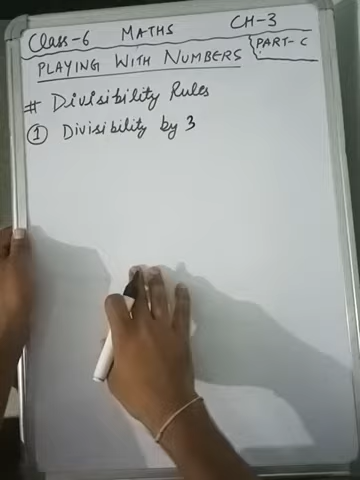 Class-6 MATHS CH-3
PART-C
PLAYING WITH NUMBERS
# Divisibility Rules
① Divisibility by 3